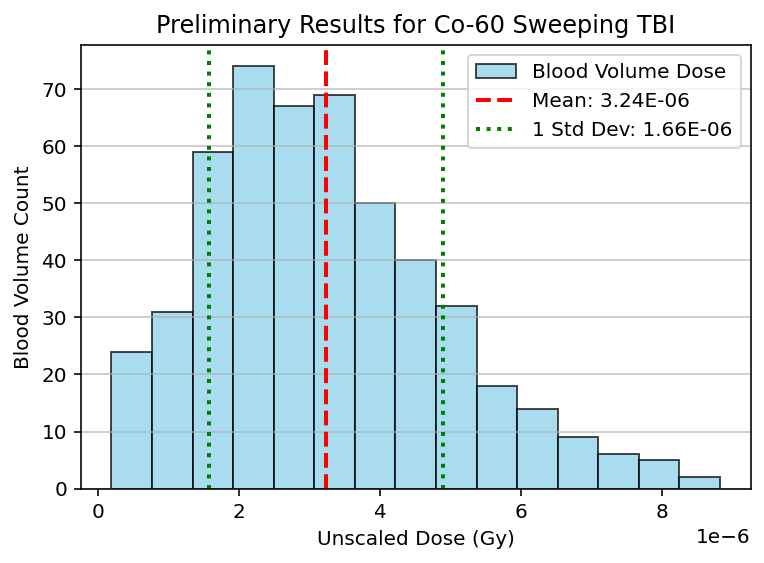 Preliminary Results for Co-60 Sweeping TBI
Blood Volume Dose
Mean: 3.24E-06
1 Std Dev: 1.66E-06
Blood Volume Count
70
60
50
40
30
20
10
0
0 2 4 6 8
1e−6
Unscaled Dose (Gy)